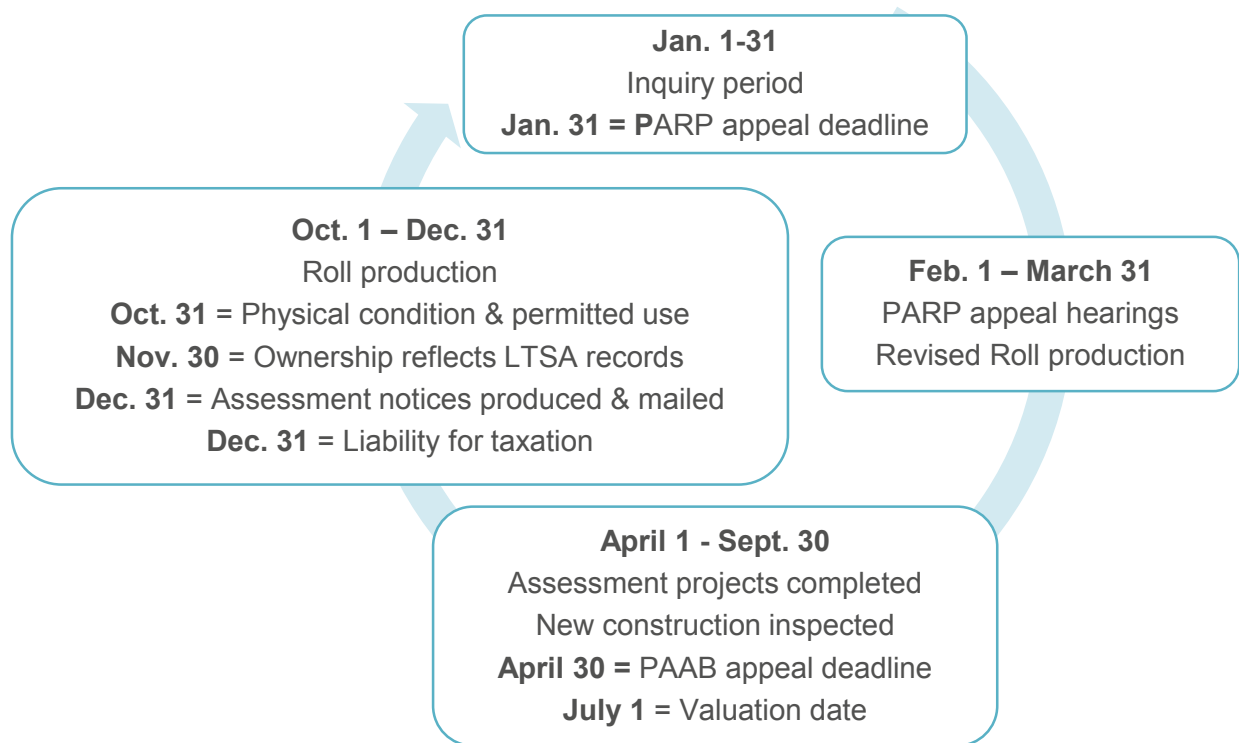 Jan. 1-31
Inquiry period
Jan. 31 = PARP appeal deadline
Feb. 1 – March 31
PARP appeal hearings
Revised Roll production
April 1 - Sept. 30
Assessment projects completed
New construction inspected
April 30 = PAAB appeal deadline
July 1 = Valuation date
Oct. 1 – Dec. 31
Roll production
Oct. 31 = Physical condition & permitted use
Nov. 30 = Ownership reflects LTSA records
Dec. 31 = Assessment notices produced & mailed
Dec. 31 = Liability for taxation